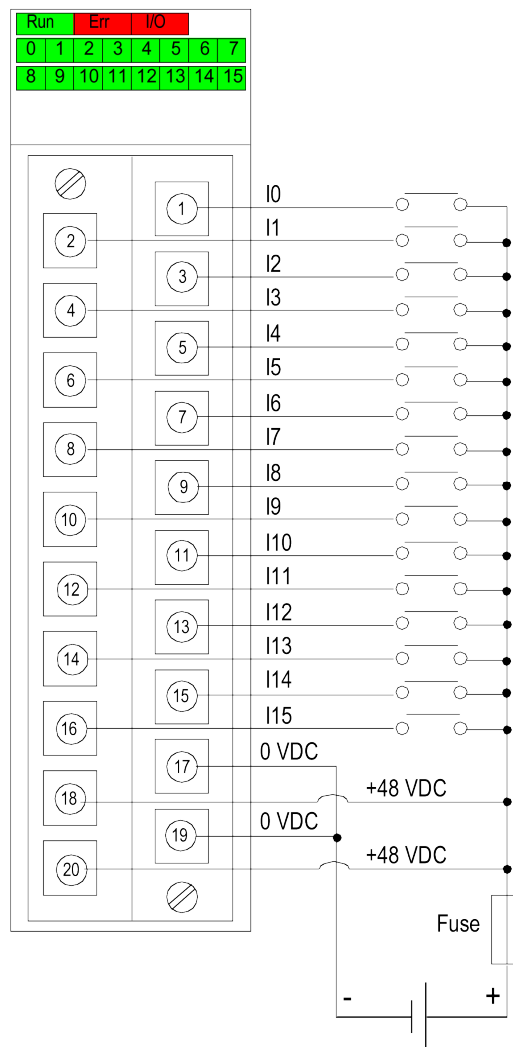 Run Err I/O
0 1 2 3 4 5 6 7
8 9 10 11 12 13 14 15
1 I0
2 I1
3 I2
4 I3
5 I4
6 I5
7 I6
8 I7
9 I8
10 I9
11 I10
12 I11
13 I12
14 I13
15 I14
16 I15
17 0 VDC
18 +48 VDC
19 0 VDC
20 +48 VDC
Fuse
- +